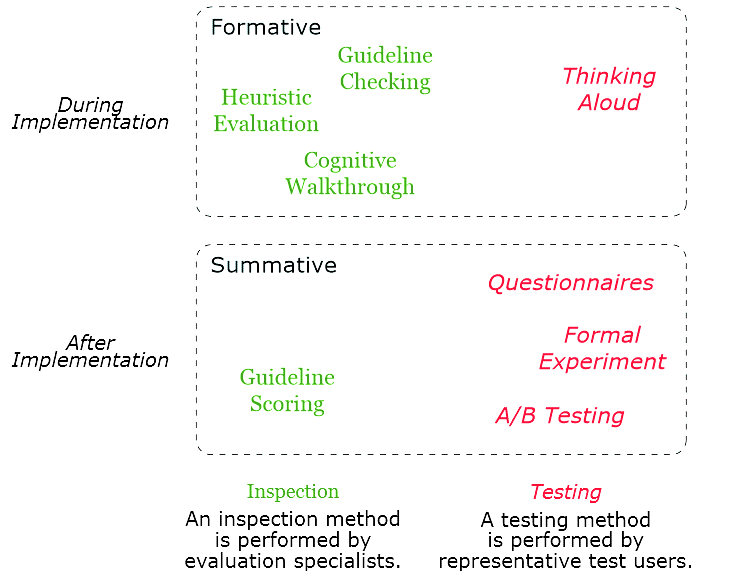 Formative
Guideline
Checking
Thinking
Aloud
Heuristic
Evaluation
During
Implementation
Cognitive
Walkthrough
Summative
Questionnaires
Formal
Experiment
After
Implementation
Guideline
Scoring
A/B Testing
Inspection
An inspection method
is performed by
evaluation specialists.
Testing
A testing method
is performed by
representative test users.